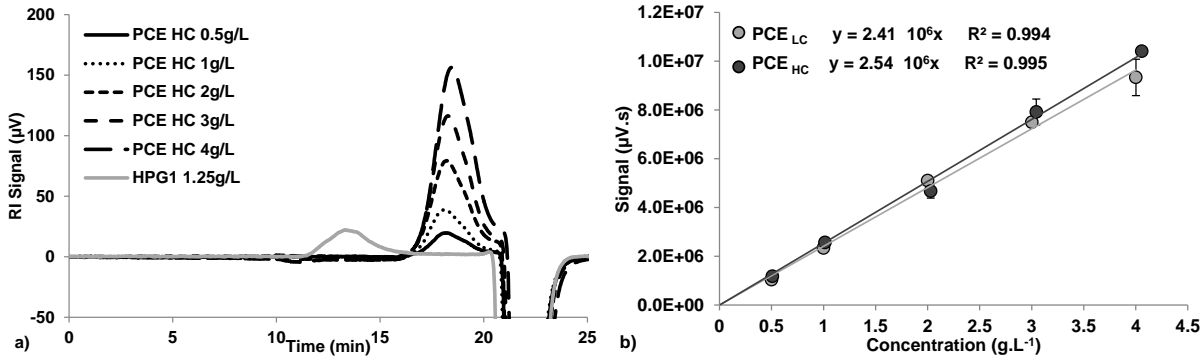 200
150
100
50
0
-50
RI Signal (µV)
PCE HC 0.5g/L
PCE HC 1g/L
PCE HC 2g/L
PCE HC 3g/L
PCE HC 4g/L
HPG1 1.25g/L
0 5 10 15 20 25
Time (min)
a)
1.2E+07
1.0E+07
8.0E+06
6.0E+06
4.0E+06
2.0E+06
0.0E+00
Signal (µV.s)
PCE LC y = 2.41 10⁶x R² = 0.994
PCE HC y = 2.54 10⁶x R² = 0.995
0 0.5 1 1.5 2 2.5 3 3.5 4 4.5
Concentration (g.L⁻¹)
b)